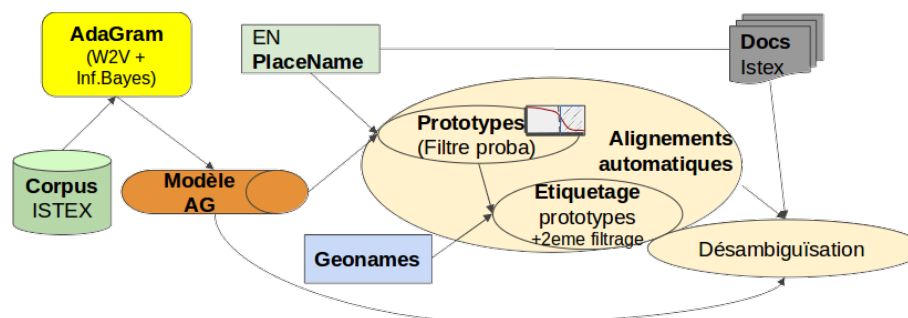 AdaGram
(W2V +
Inf.Bayes)
EN
PlaceName
Docs
Istex
Prototypes
(Filtre proba)
Alignements
automatiques
Corpus
ISTEX
Modèle
AG
Etiquetage
prototypes
+2eme filtrage
Geonames
Désambiguïsation